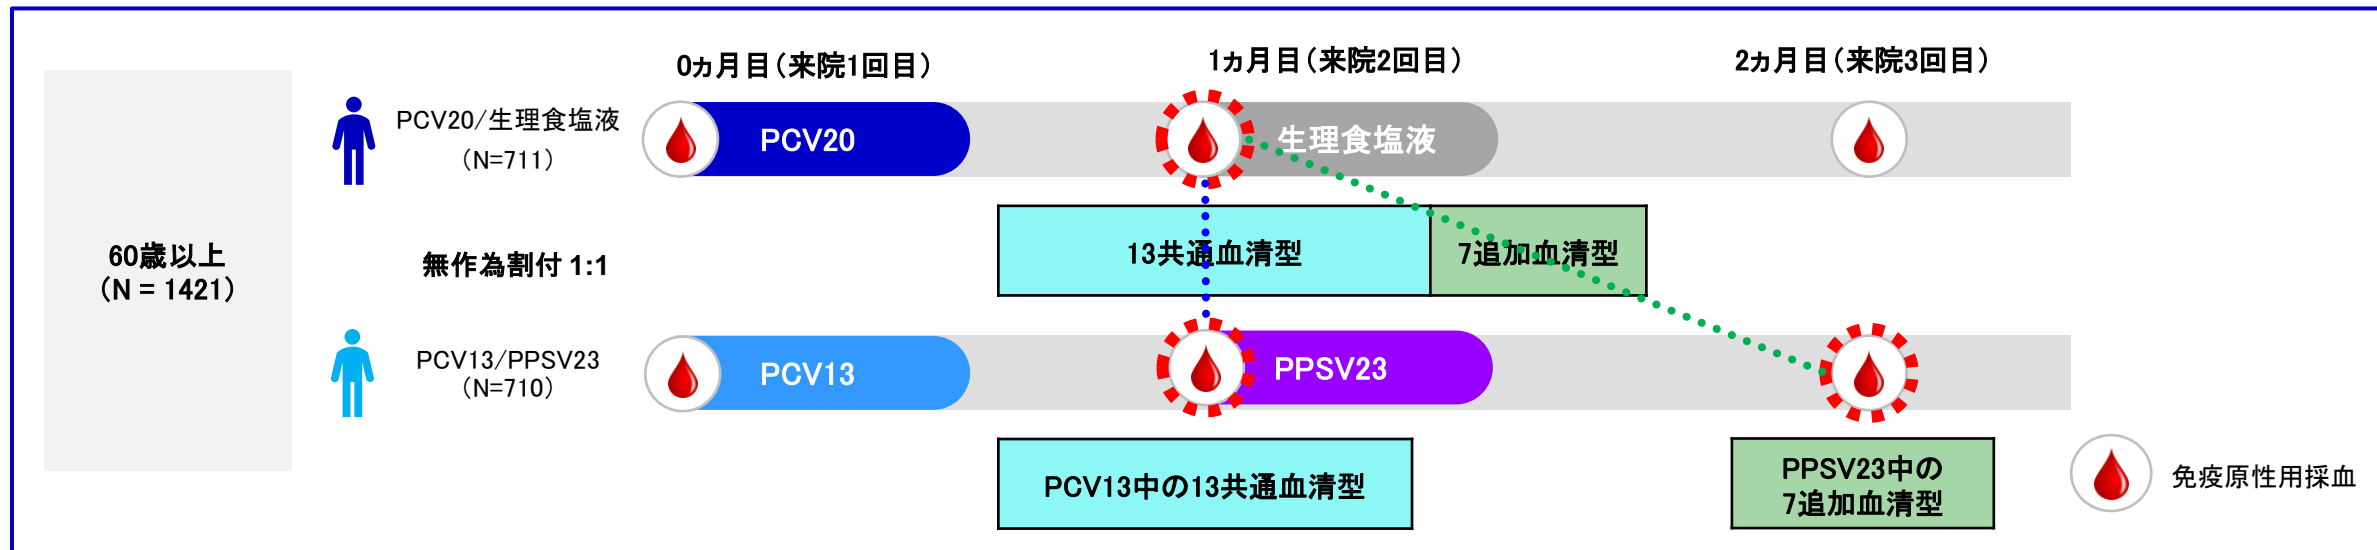 0ヵ月目（来院1回目）
1ヵ月目（来院2回目）
2ヵ月目（来院3回目）
PCV20/生理食塩液
（N=711）
PCV20
生理食塩液
60歳以上
（N = 1421）
無作為割付 1:1
13共通血清型
7追加血清型
PCV13/PPSV23
（N=710）
PCV13
PPSV23
PCV13中の13共通血清型
PPSV23中の
7追加血清型
免疫原性用採血